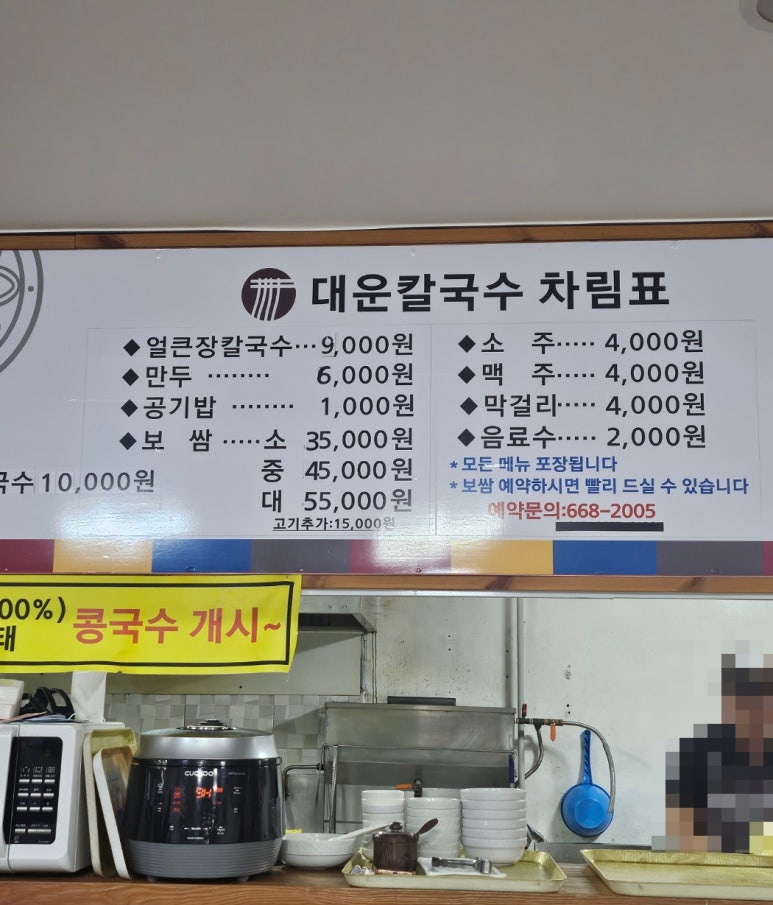 대운칼국수 차림표
◆얼큰장칼국수…9,000원
◆만두 ········ 6,000원
◆공기밥 ········ 1,000원
◆보 쌈 ·····소 35,000원
중 45,000원
대 55,000원
고기추가:15,000원
국수 10,000원
◆소 주····· 4,000원
◆맥 주····· 4,000원
◆막걸리····· 4,000원
◆음료수····· 2,000원
* 모든 메뉴 포장됩니다
* 보쌈 예약하시면 빨리 드실 수 있습니다
예약문의:668-2005
00%)
태
콩국수 개시~
CUCKOO